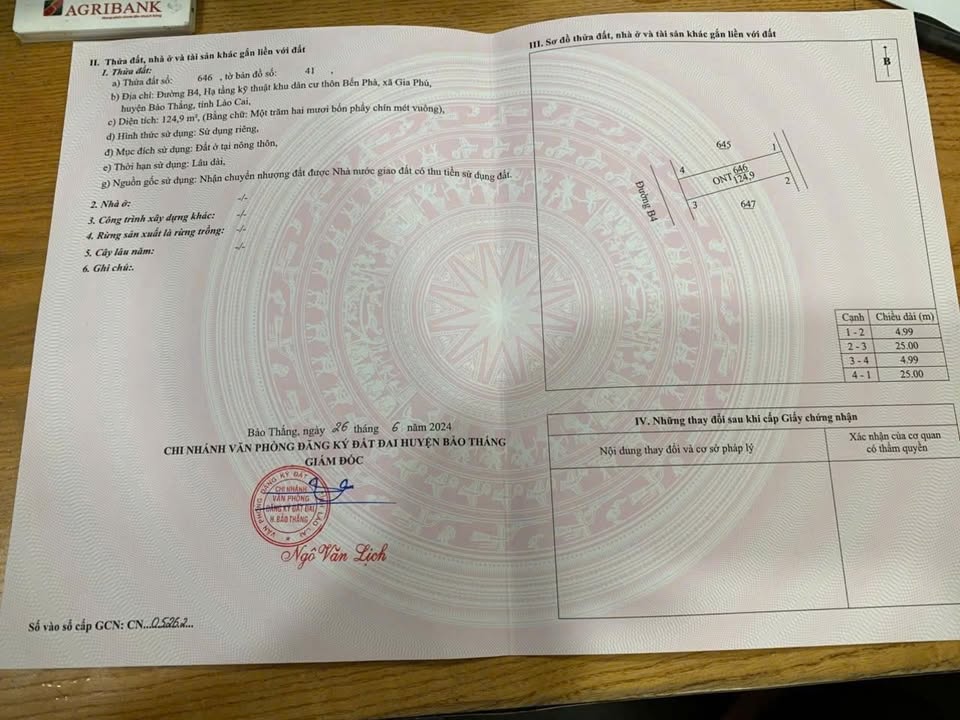 AGRIBANK
II. Thửa đất, nhà ở và tài sản khác gắn liền với đất
1. Thửa đất:
a) Thửa đất số: 646 , tờ bản đồ số: 41 ,
b) Địa chỉ: Đường B4, Hạ tầng kỹ thuật khu dân cư thôn Bến Phà, xã Gia Phú,
huyện Bảo Thắng, tỉnh Lào Cai,
c) Diện tích: 124,9 m², (Bằng chữ: Một trăm hai mươi bốn phẩy chín mét vuông),
d) Hình thức sử dụng: Sử dụng riêng,
đ) Mục đích sử dụng: Đất ở tại nông thôn,
e) Thời hạn sử dụng: Lâu dài,
g) Nguồn gốc sử dụng: Nhận chuyển nhượng đất được Nhà nước giao đất có thu tiền sử dụng đất.
2. Nhà ở: -/-
3. Công trình xây dựng khác: -/-
4. Rừng sản xuất là rừng trồng: -/-
5. Cây lâu năm: -/-
6. Ghi chú:.
Bảo Thắng, ngày 26 tháng 6 năm 2024
CHI NHÁNH VĂN PHÒNG ĐĂNG KÝ ĐẤT ĐAI HUYỆN BẢO THẮNG
GIÁM ĐỐC
CHI NHÁNH
VĂN PHÒNG
ĐĂNG KÝ ĐẤT ĐAI
H.BẢO THẮNG
Ngô Văn Lịch
Số vào sổ cấp GCN: CN...05262...
III. Sơ đồ thửa đất, nhà ở và tài sản khác gắn liền với đất
B
645
1
4
646
ONT 124,9
2
3
647
Đường B4
Cạnh Chiều dài (m)
1 - 2 4.99
2 - 3 25.00
3 - 4 4.99
4 - 1 25.00
IV. Những thay đổi sau khi cấp Giấy chứng nhận
Nội dung thay đổi và cơ sở pháp lý
Xác nhận của cơ quan
có thẩm quyền